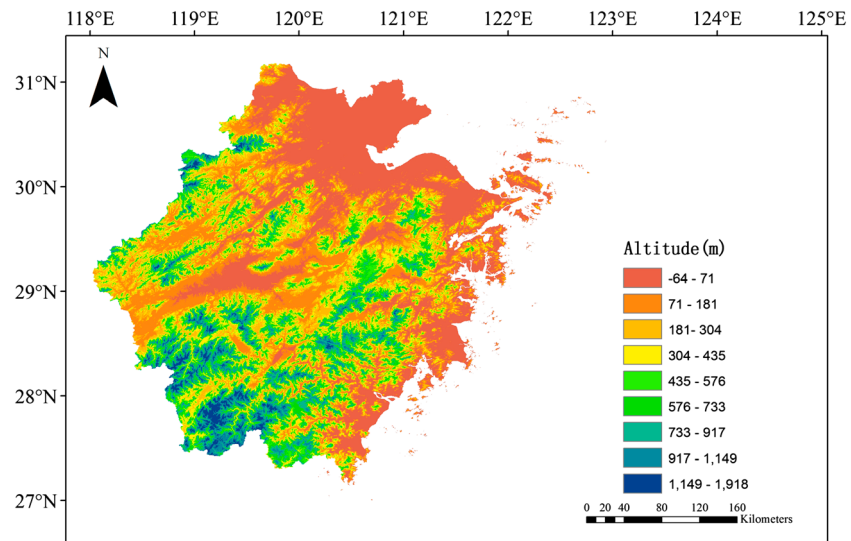 118°E 119°E 120°E 121°E 122°E 123°E 124°E 125°E
N
31°N
30°N
29°N
28°N
27°N
Altitude(m)
-64 - 71
71 - 181
181- 304
304 - 435
435 - 576
576 - 733
733 - 917
917 - 1,149
1,149 - 1,918
0 20 40 80 120 160
Kilometers